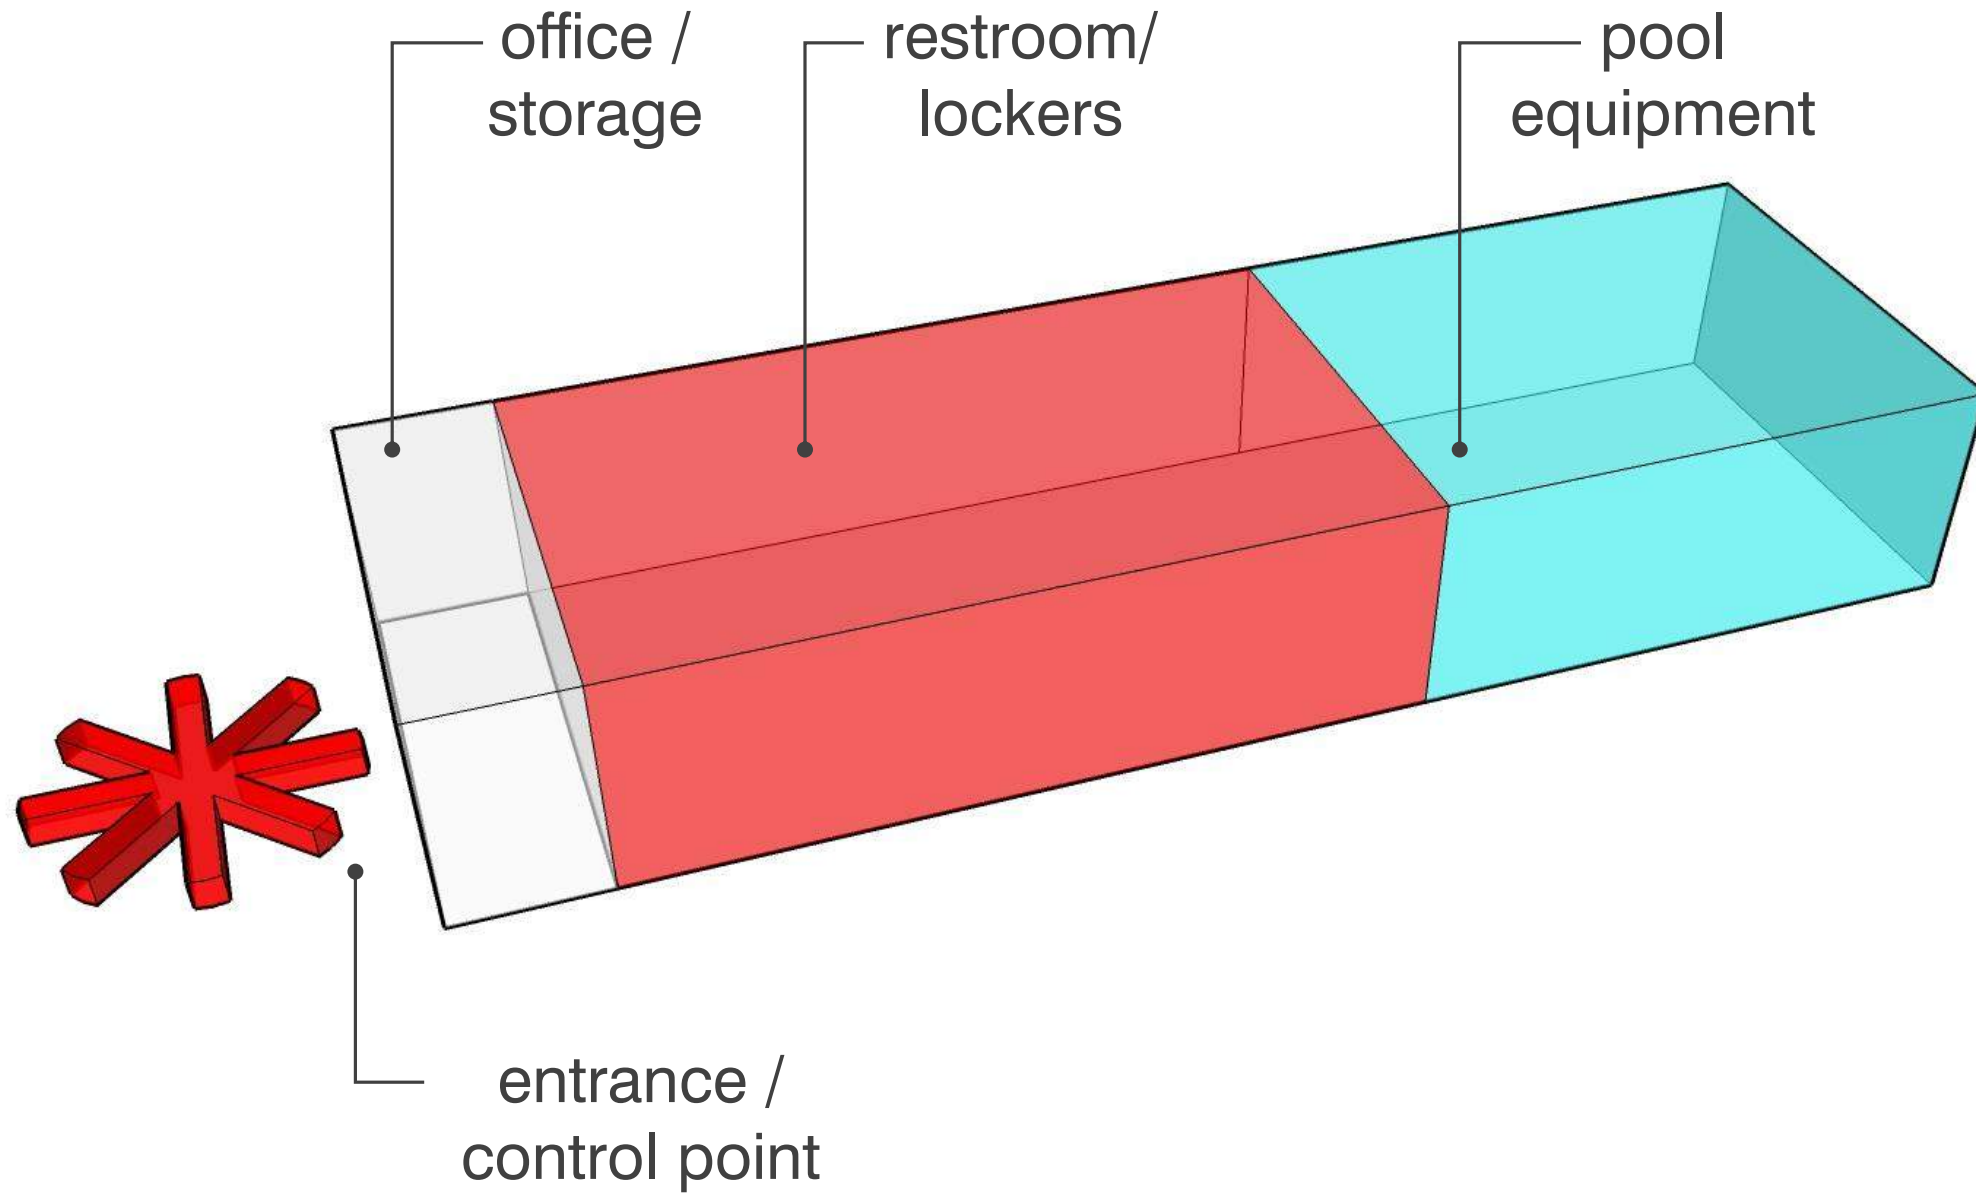 office /
storage
restroom/
lockers
pool
equipment
entrance /
control point